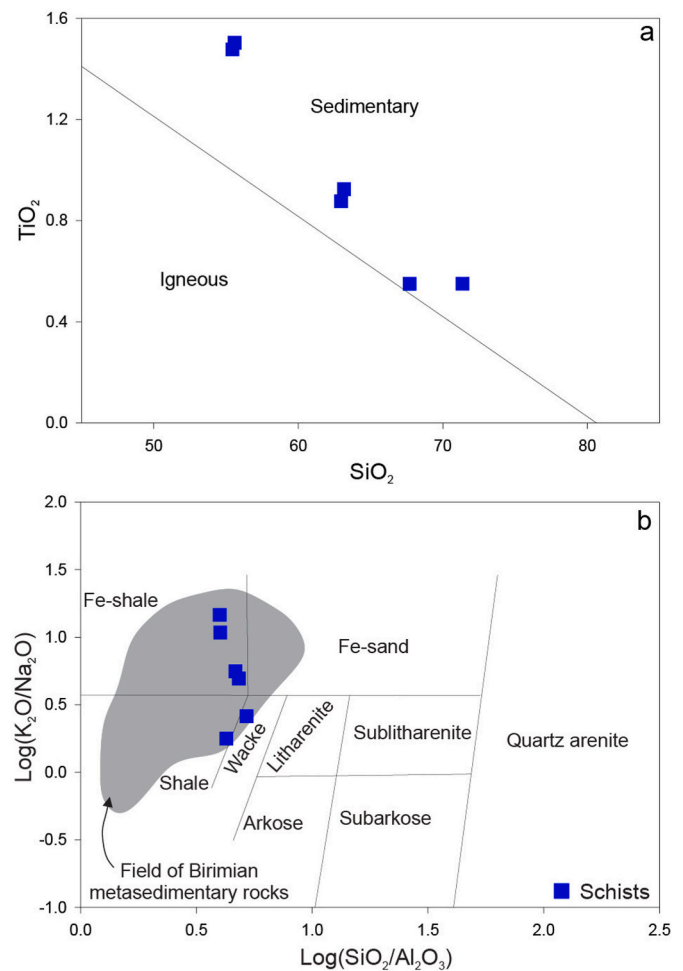 1.6
a
Sedimentary
1.2
TiO₂
0.8
Igneous
0.4
0.0
50 60 70 80
SiO₂
2.0
b
1.5
Fe-shale
1.0
Fe-sand
Log(K₂O/Na₂O)
0.5
Wacke
Litharenite
Sublitharenite
Quartz arenite
0.0
Shale
Arkose
Subarkose
-0.5
Field of Birimian
metasedimentary rocks
Schists
-1.0
0.0 0.5 1.0 1.5 2.0 2.5
Log(SiO₂/Al₂O₃)